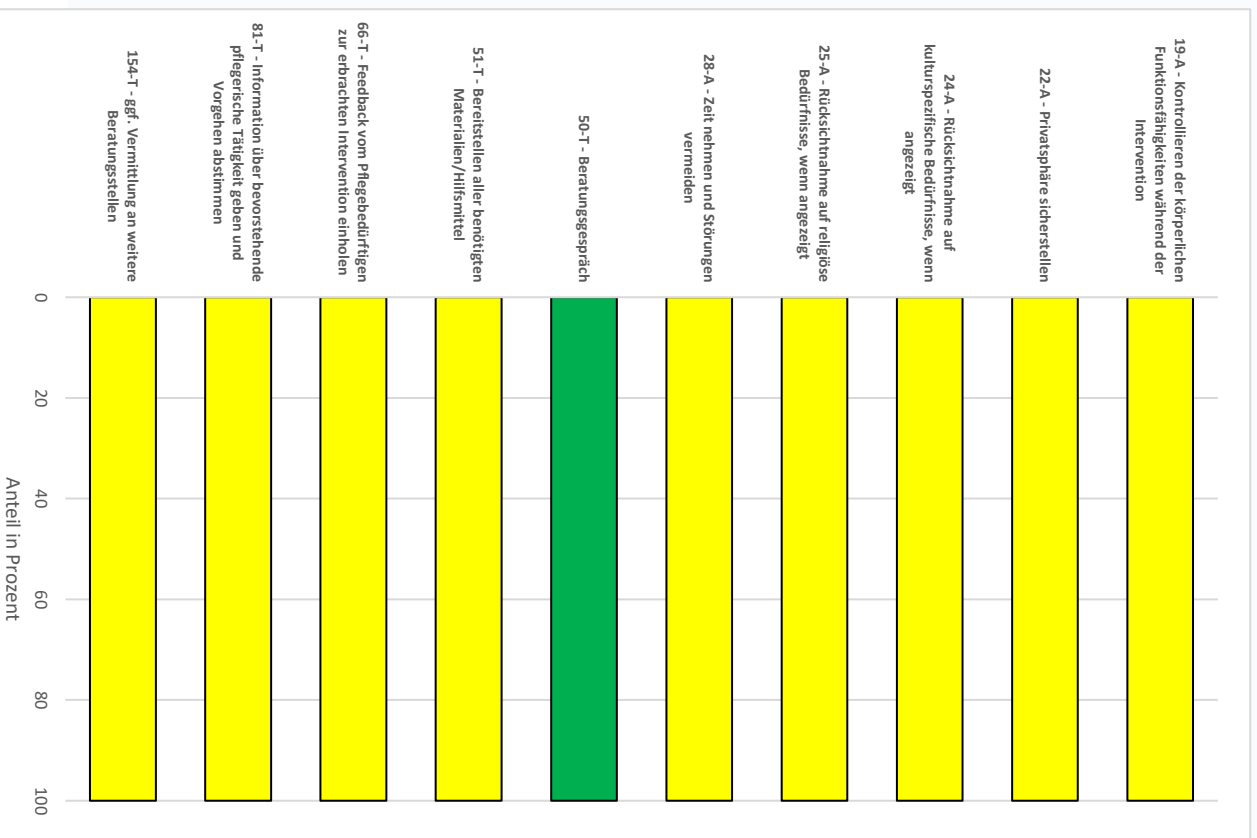 19-A - Kontrollieren der körperlichen
Funktionsfähigkeiten während der
Intervention
22-A - Privatsphäre sicherstellen
24-A - Rücksichtnahme auf
kulturspezifische Bedürfnisse, wenn
angezeigt
25-A - Rücksichtnahme auf religiöse
Bedürfnisse, wenn angezeigt
28-A - Zeit nehmen und Störungen
vermeiden
50-T - Beratungsgespräch
51-T - Bereitstellen aller benötigten
Materialien/Hilfsmittel
66-T - Feedback vom Pflegebedürftigen
zur erbrachten Intervention einholen
81-T - Information über bevorstehende
pflegerische Tätigkeit geben und
Vorgehen abstimmen
154-T - ggf. Vermittlung an weitere
Beratungsstellen
0
20
40
60
80
100
Anteil in Prozent